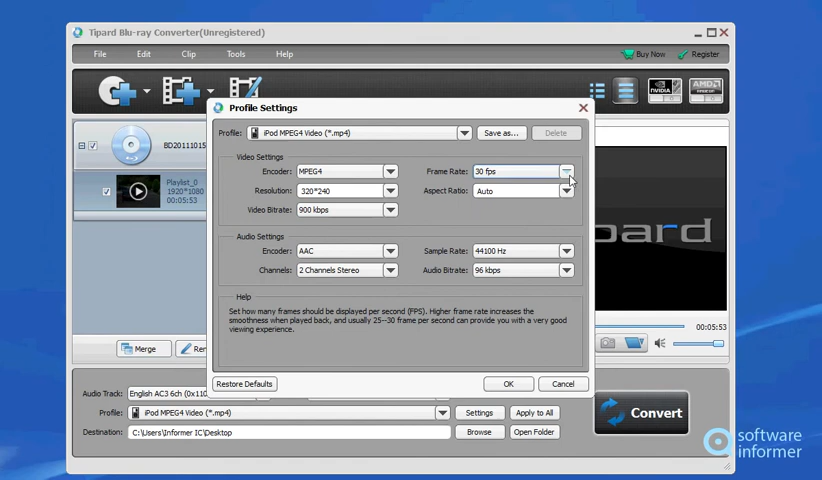 Tipard Blu-ray Converter(Unregistered)
File Edit Clip Tools Help
Buy Now Register
NVIDIA AMD
Profile Settings
Profile: iPod MPEG4 Video (*.mp4) Save as... Delete
BD20111015
Video Settings
Encoder: MPEG4 Frame Rate: 30 fps
Playlist_0
1920*1080
00:05:53
Resolution: 320*240 Aspect Ratio: Auto
Video Bitrate: 900 kbps
pard
Audio Settings
Encoder: AAC Sample Rate: 44100 Hz
Channels: 2 Channels Stereo Audio Bitrate: 96 kbps
Help
Set how many frames should be displayed per second (FPS). Higher frame rate increases the
smoothness when played back, and usually 25--30 frame per second can provide you with a very good
viewing experience.
00:05:53
Merge Ren
Restore Defaults OK Cancel
Audio Track: English AC3 6ch (0x110
Profile: iPod MPEG4 Video (*.mp4) Settings Apply to All
Convert
Destination: C:\Users\Informer IC\Desktop Browse Open Folder
software
informer